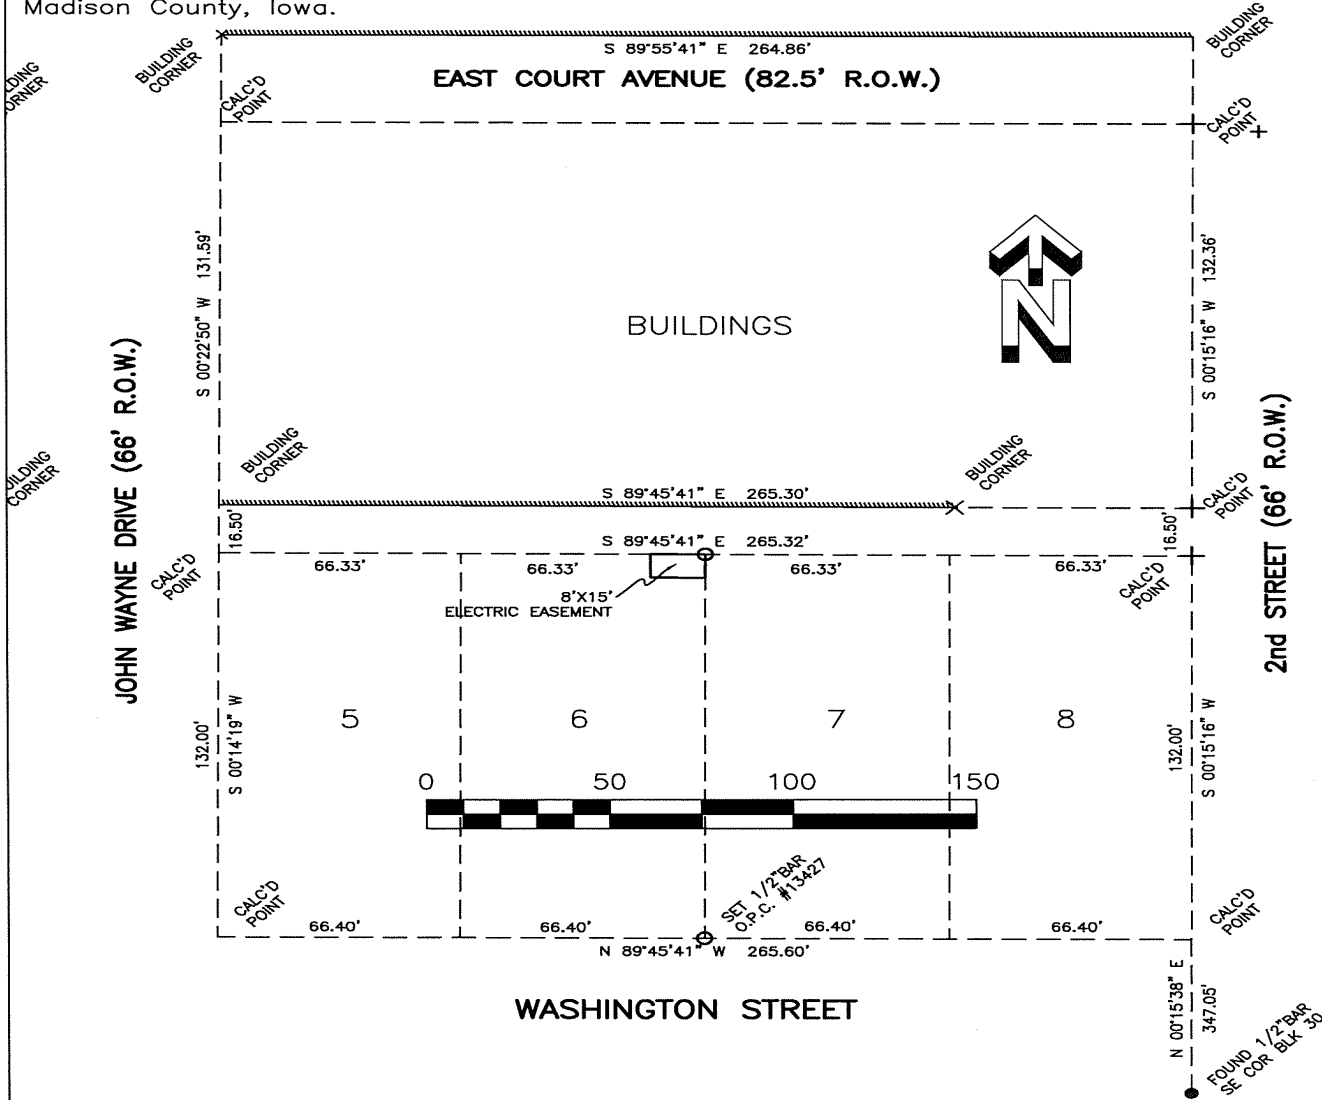 Madison County, Iowa.
BUILDING
CORNER
BUILDING
CORNER
S 89°55'41" E 264.86'
EAST COURT AVENUE (82.5' R.O.W.)
CALC'D
POINT
CALC'D
POINT
S 00°22'50" W 131.59'
S 00°15'16" W 132.36'
N
BUILDINGS
JOHN WAYNE DRIVE (66' R.O.W.)
2nd STREET (66' R.O.W.)
BUILDING
CORNER
BUILDING
CORNER
CORNER
S 89°45'41" E 265.30'
CALC'D
POINT
16.50'
16.50'
S 89°45'41" E 265.32'
CALC'D
POINT
66.33'
66.33'
66.33'
66.33'
CALC'D
POINT
8'X15'
ELECTRIC EASEMENT
132.00'
S 00°14'19" W
5
6
7
8
132.00'
S 00°15'16" W
0 50 100 150
SET 1/2"BAR
O.P.C. #13427
CALC'D
POINT
CALC'D
POINT
66.40'
66.40'
66.40'
66.40'
N 89°45'41" W 265.60'
WASHINGTON STREET
N 00°15'38" E
347.05'
FOUND 1/2"BAR
SE COR BLK 30